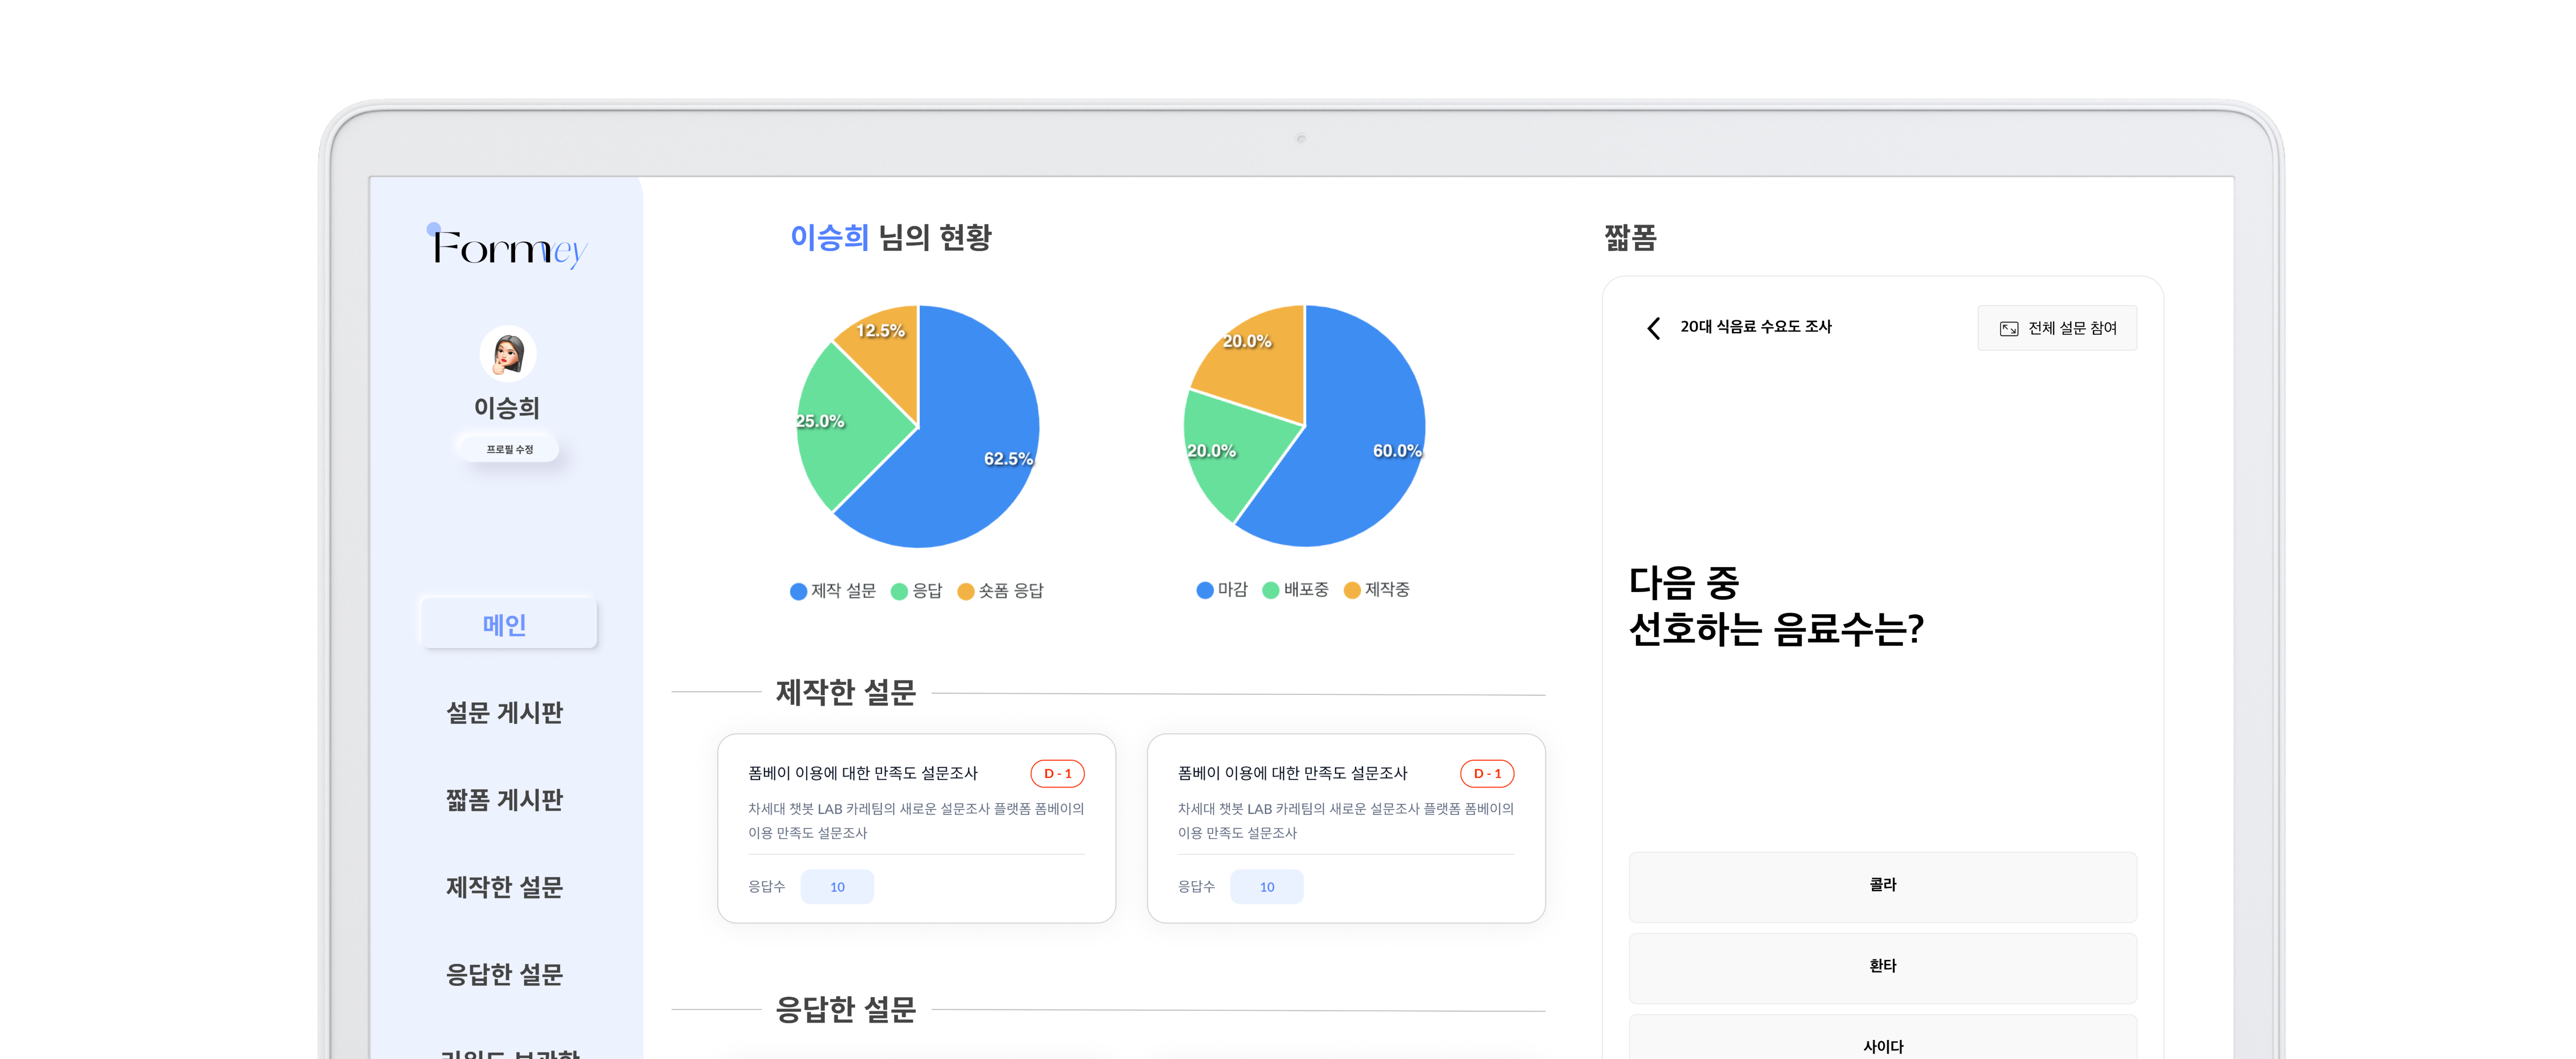 Formvey
이승희
프로필 수정
메인
설문 게시판
짧폼 게시판
제작한 설문
응답한 설문
이승희 님의 현황
12.5%
25.0%
62.5%
제작 설문 응답 숏폼 응답
20.0%
20.0%
60.0%
마감 배포중 제작중
제작한 설문
폼베이 이용에 대한 만족도 설문조사 D - 1
차세대 챗봇 LAB 카레팀의 새로운 설문조사 플랫폼 폼베이의
이용 만족도 설문조사
응답수 10
폼베이 이용에 대한 만족도 설문조사 D - 1
차세대 챗봇 LAB 카레팀의 새로운 설문조사 플랫폼 폼베이의
이용 만족도 설문조사
응답수 10
응답한 설문
짧폼
20대 식음료 수요도 조사
전체 설문 참여
다음 중
선호하는 음료수는?
콜라
환타
사이다